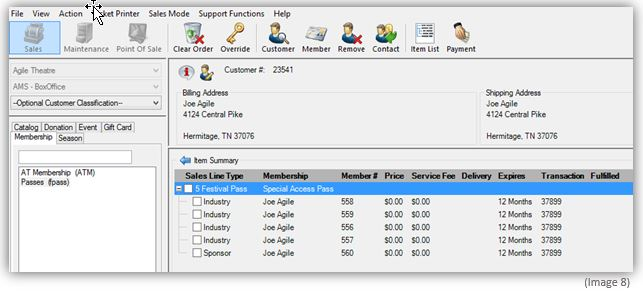 File View Action Ticket Printer Sales Mode Support Functions Help
Sales Maintenance Point Of Sale Clear Order Override Customer Member Remove Contact Item List Payment
Agile Theatre
AMS - BoxOffice
--Optional Customer Classification--
Catalog Donation Event Gift Card
Membership Season
AT Membership (ATM)
Passes (fpass)
Customer #: 23541
Billing Address
Joe Agile
4124 Central Pike
Hermitage, TN 37076
Shipping Address
Joe Agile
4124 Central Pike
Hermitage, TN 37076
Item Summary
Sales Line Type Membership Member # Price Service Fee Delivery Expires Transaction Fulfilled
5 Festival Pass Special Access Pass
Industry Joe Agile 558 $0.00 $0.00 12 Months 37899
Industry Joe Agile 559 $0.00 $0.00 12 Months 37899
Industry Joe Agile 556 $0.00 $0.00 12 Months 37899
Industry Joe Agile 557 $0.00 $0.00 12 Months 37899
Sponsor Joe Agile 560 $0.00 $0.00 12 Months 37899
(Image 8)